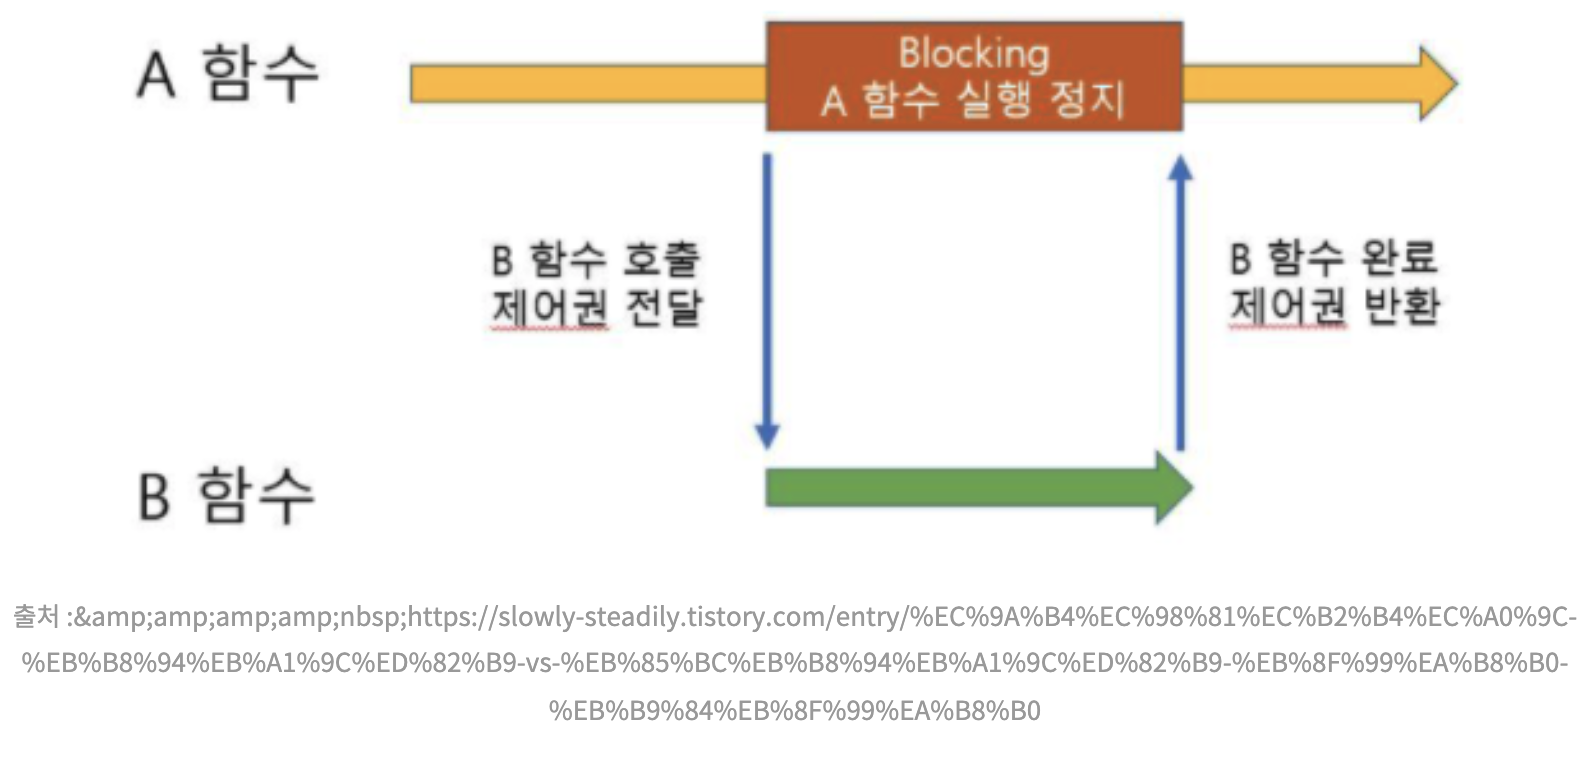 A 함수
Blocking
A 함수 실행 정지
B 함수 호출
제어권 전달
B 함수 완료
제어권 반환
B 함수
출처 :&amp;amp;amp;amp;nbsp;https://slowly-steadily.tistory.com/entry/%EC%9A%B4%EC%98%81%EC%B2%B4%EC%A0%9C-
%EB%B8%94%EB%A1%9C%ED%82%B9-vs-%EB%85%BC%EB%B8%94%EB%A1%9C%ED%82%B9-%EB%8F%99%EA%B8%B0-
%EB%B9%84%EB%8F%99%EA%B8%B0